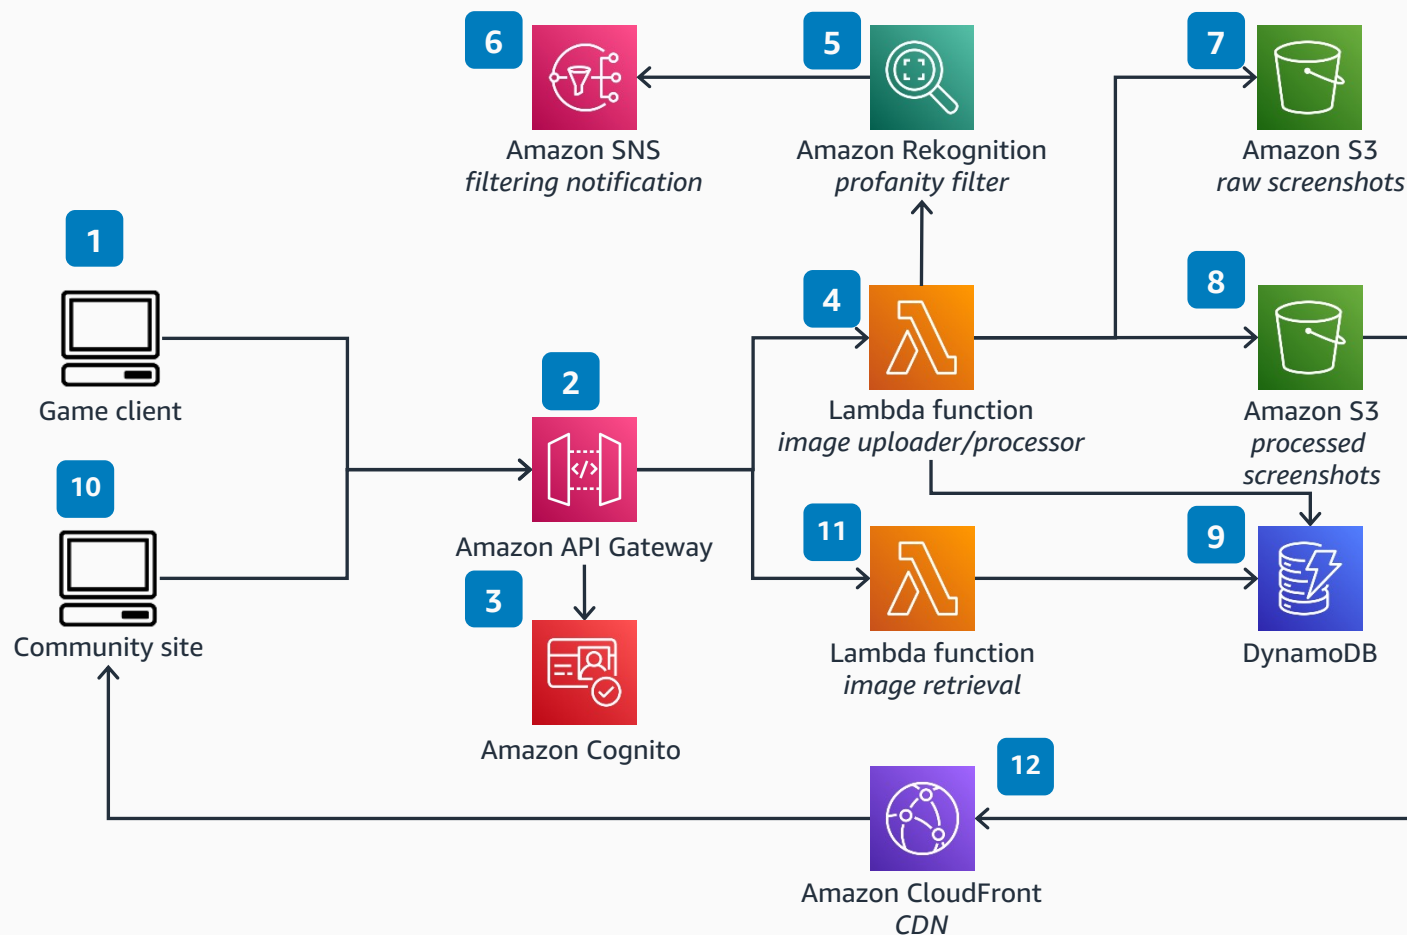 6
5
7
Amazon SNS
filtering notification
Amazon Rekognition
profanity filter
Amazon S3
raw screenshots
1
Game client
4
8
2
Lambda function
image uploader/processor
Amazon S3
processed
screenshots
10
Community site
Amazon API Gateway
</>
3
Amazon Cognito
11
Lambda function
image retrieval
9
DynamoDB
12
Amazon CloudFront
CDN